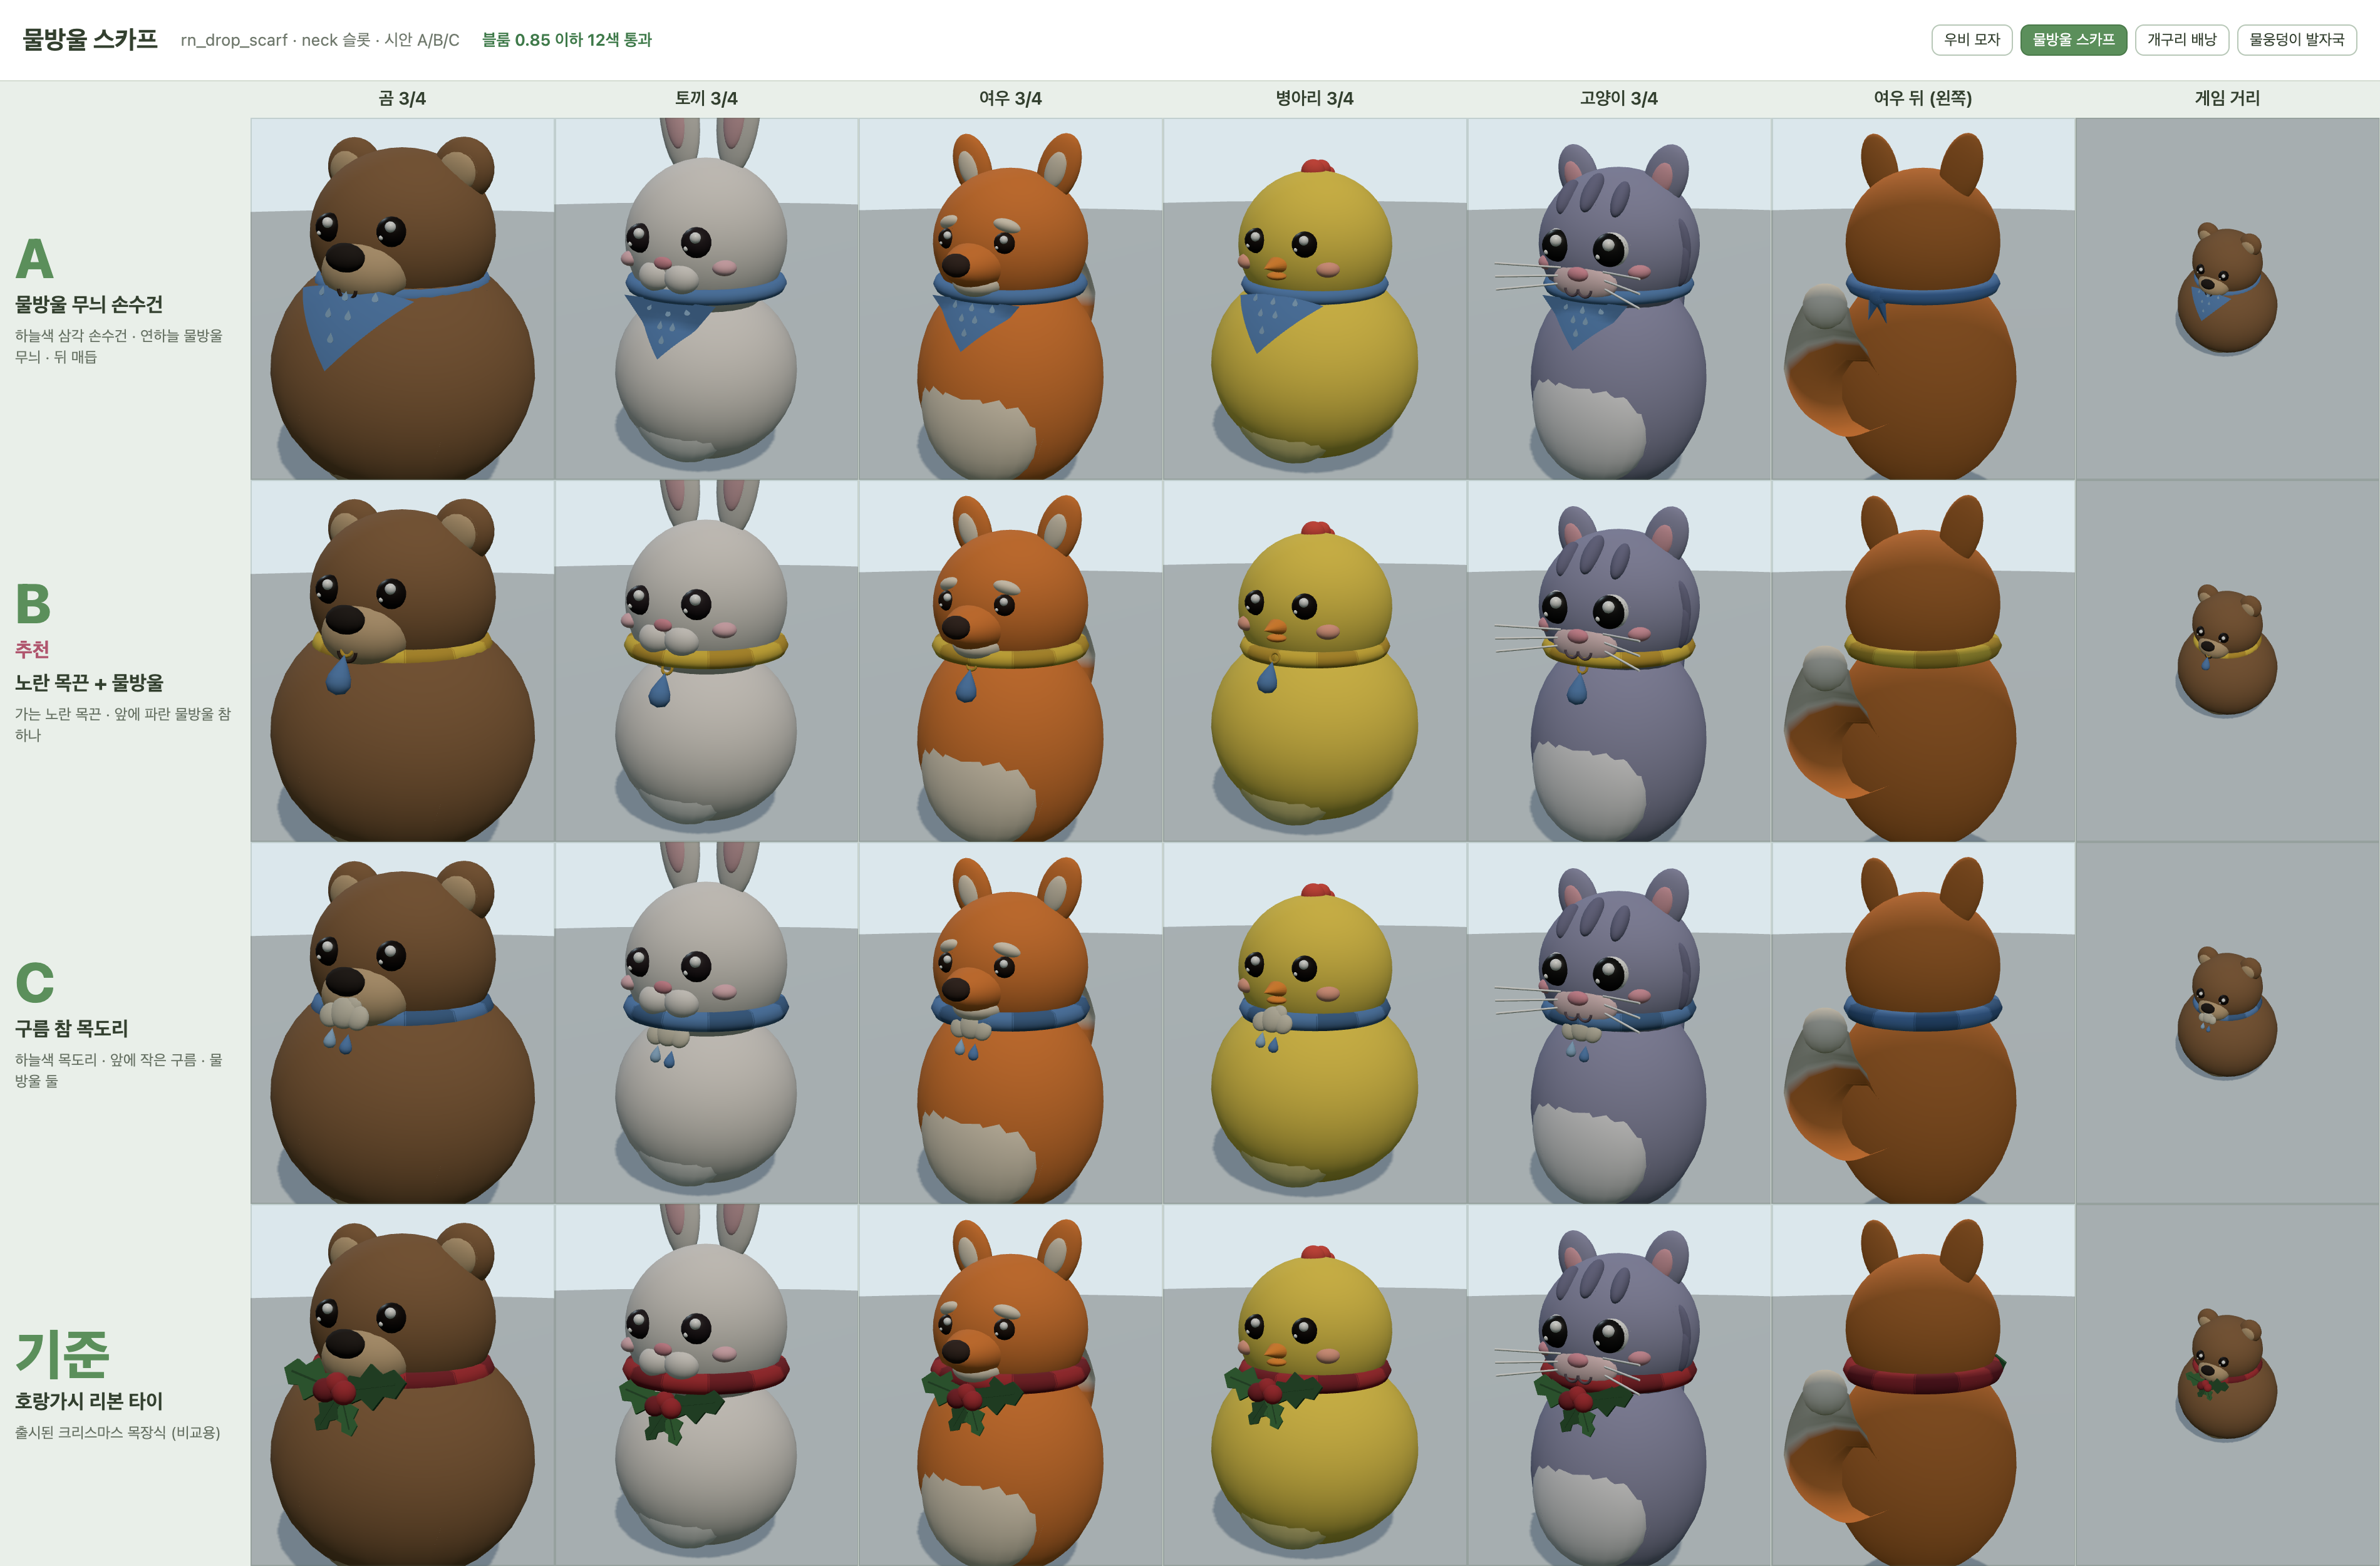 물방울 스카프 rn_drop_scarf · neck 슬롯 · 시안 A/B/C 블룸 0.85 이하 12색 통과 우비 모자 물방울 스카프 개구리 배낭 물웅덩이 발자국
곰 3/4 토끼 3/4 여우 3/4 병아리 3/4 고양이 3/4 여우 뒤 (왼쪽) 게임 거리
A
물방울 무늬 손수건
하늘색 삼각 손수건 · 연하늘 물방울
무늬 · 뒤 매듭
B
추천
노란 목끈 + 물방울
가는 노란 목끈 · 앞에 파란 물방울 참
하나
C
구름 참 목도리
하늘색 목도리 · 앞에 작은 구름 · 물
방울 둘
기준
호랑가시 리본 타이
출시된 크리스마스 목장식 (비교용)